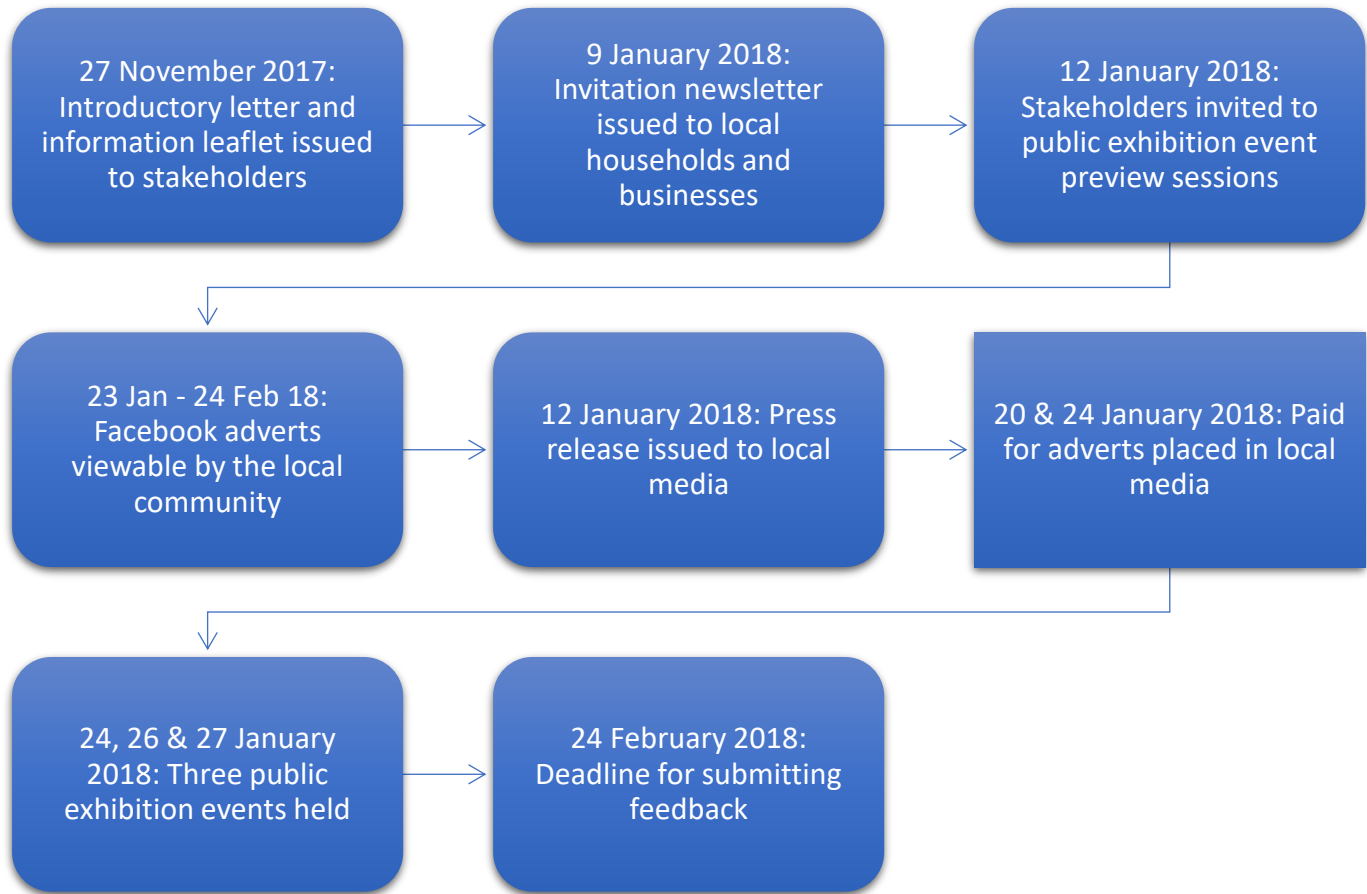 27 November 2017:
Introductory letter and
information leaflet issued
to stakeholders
9 January 2018:
Invitation newsletter
issued to local
households and
businesses
12 January 2018:
Stakeholders invited to
public exhibition event
preview sessions
23 Jan - 24 Feb 18:
Facebook adverts
viewable by the local
community
12 January 2018: Press
release issued to local
media
20 & 24 January 2018: Paid
for adverts placed in local
media
24, 26 & 27 January
2018: Three public
exhibition events held
24 February 2018:
Deadline for submitting
feedback